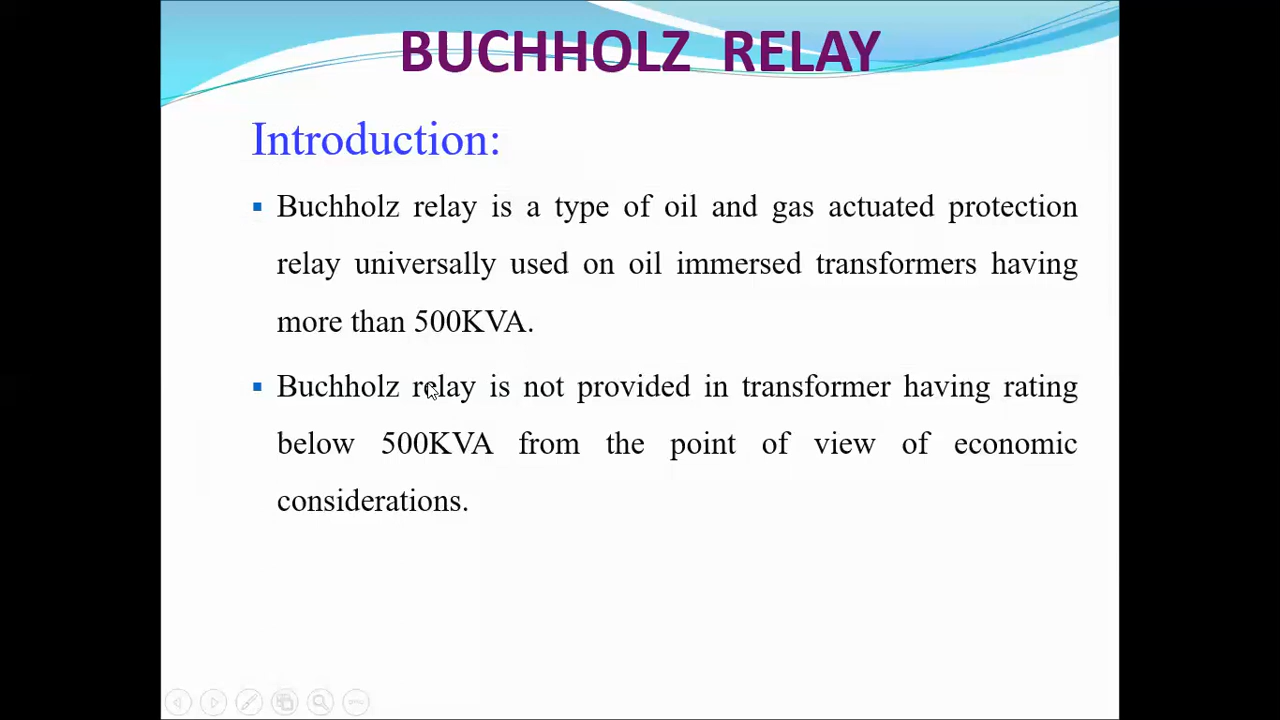 BUCHHOLZ RELAY
Introduction:
▪ Buchholz relay is a type of oil and gas actuated protection
relay universally used on oil immersed transformers having
more than 500KVA.
▪ Buchholz relay is not provided in transformer having rating
below 500KVA from the point of view of economic
considerations.